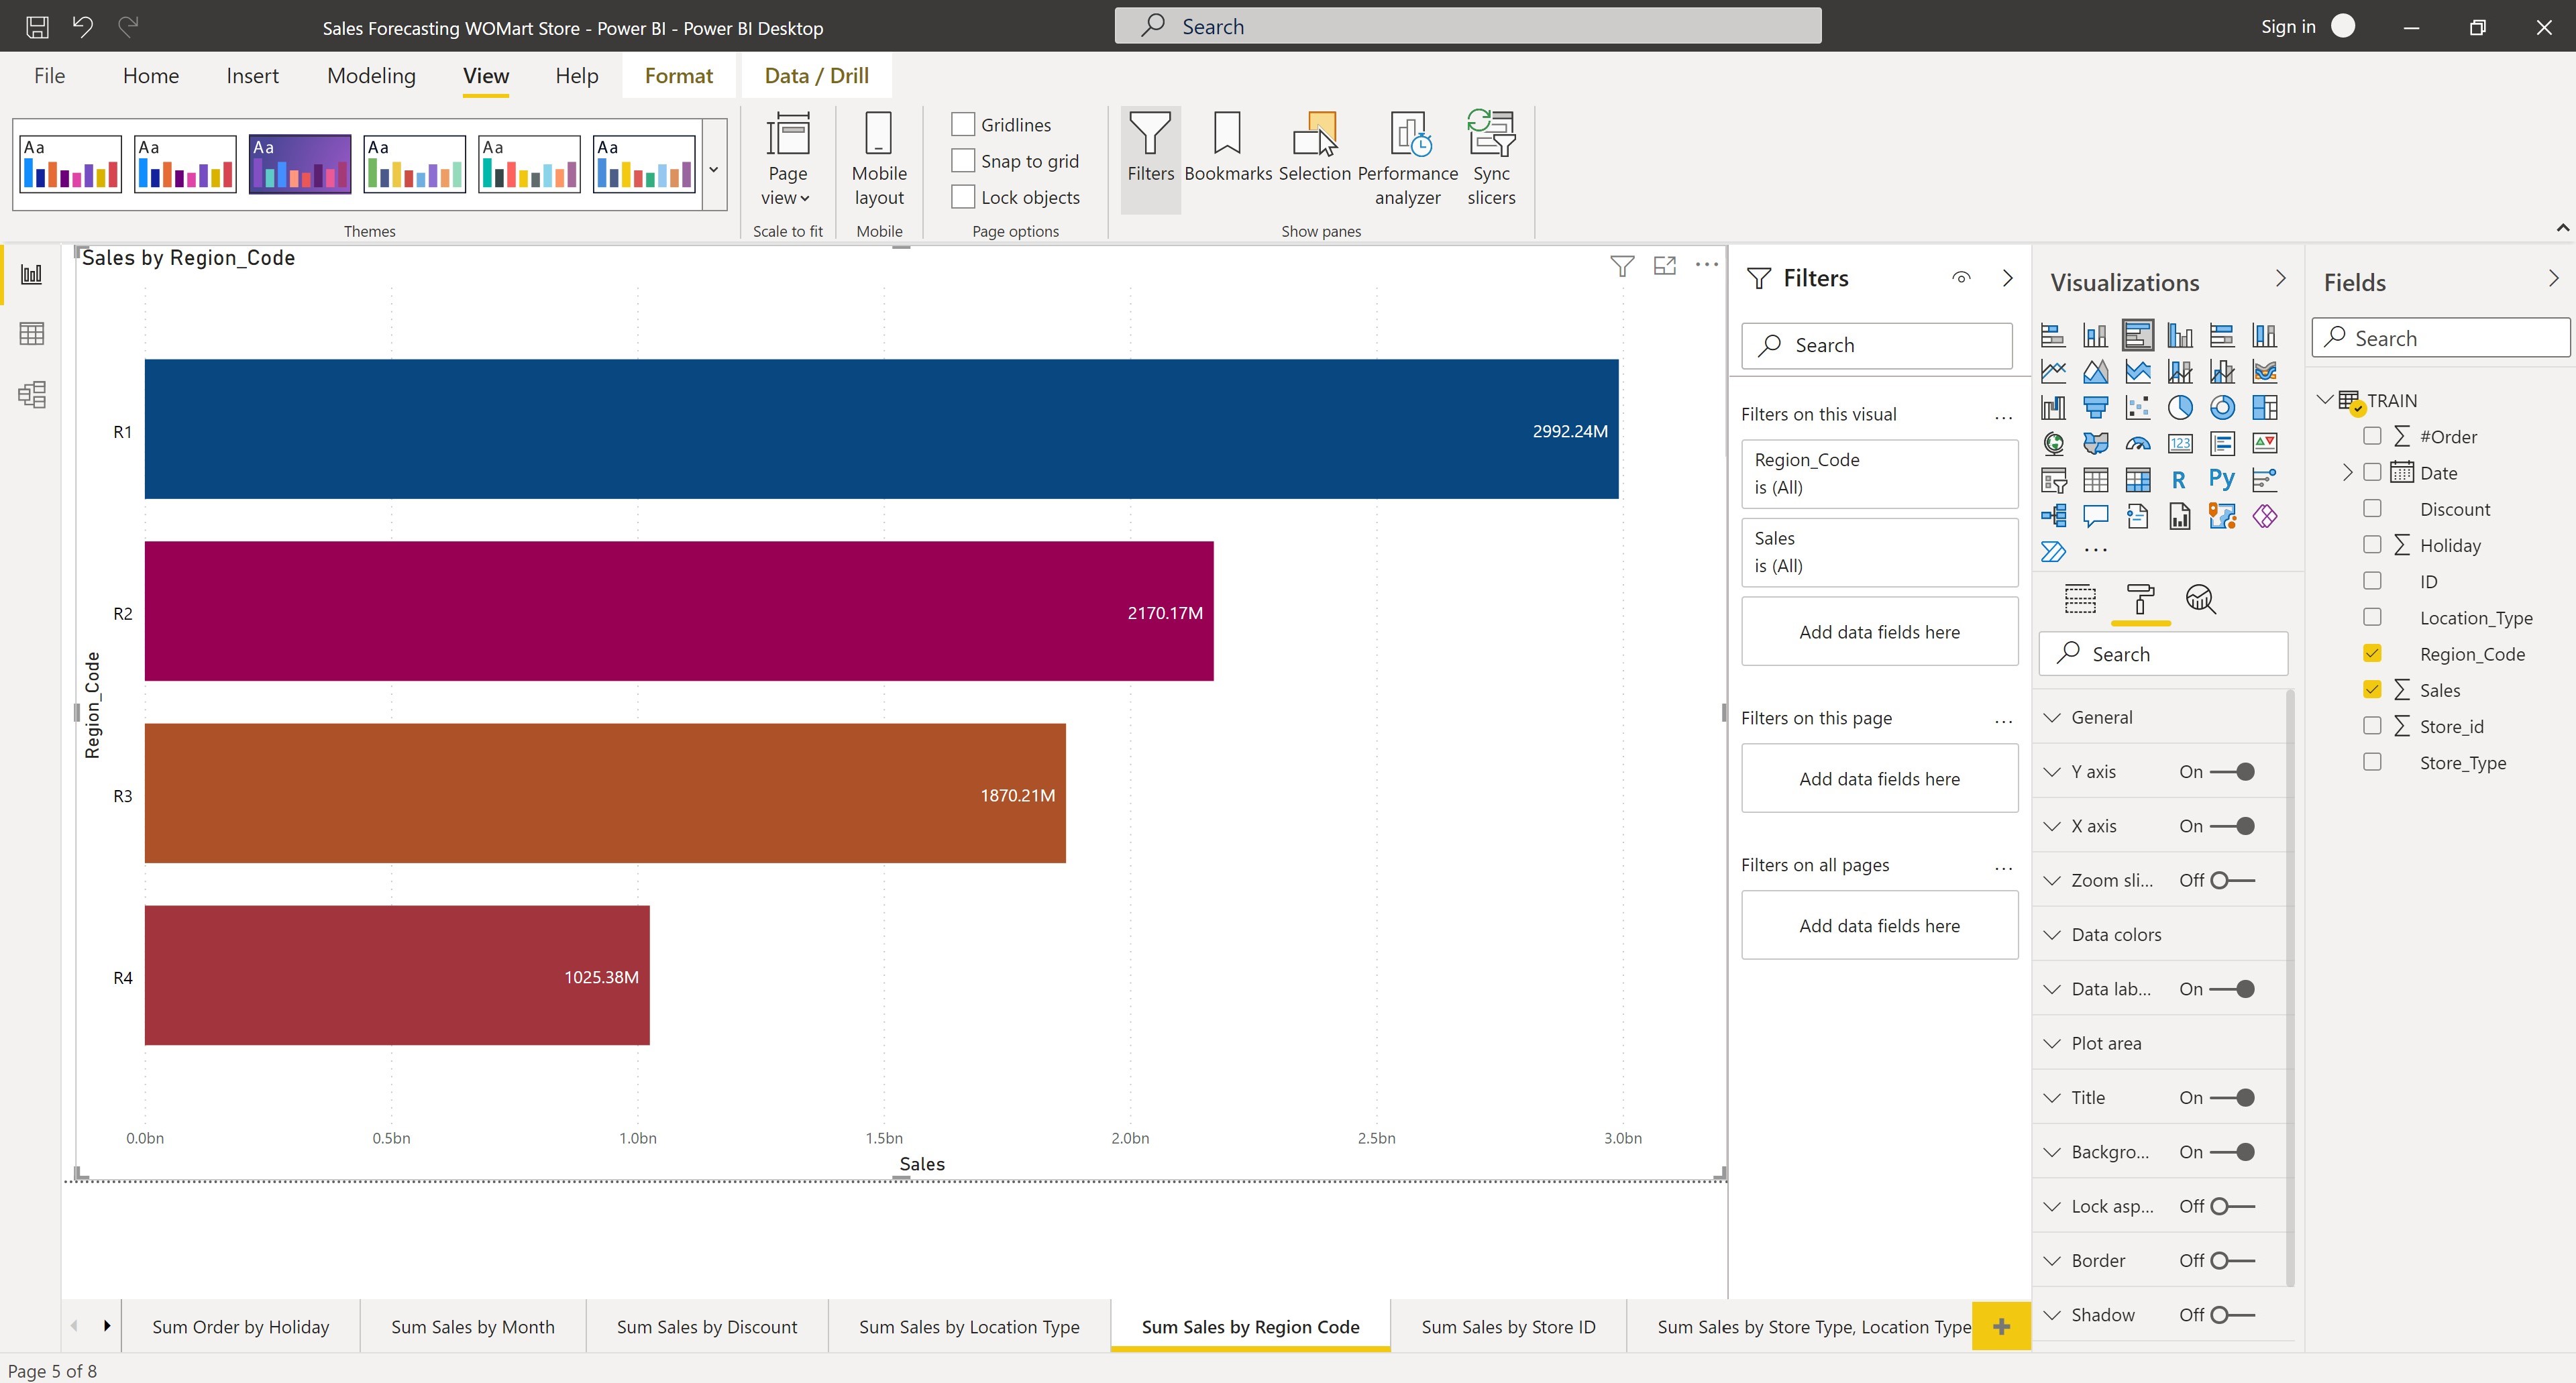 Sales Forecasting WOMart Store - Power BI - Power BI Desktop
Search
Sign in
File
Home
Insert
Modeling
View
Help
Format
Data / Drill
Aa
Aa
Aa
Aa
Aa
Aa
Themes
Page
view
Scale to fit
Mobile
layout
Mobile
Gridlines
Snap to grid
Lock objects
Page options
Filters
Bookmarks
Selection
Performance
analyzer
Sync
slicers
Show panes
Sales by Region_Code
Region_Code
R1
2992.24M
R2
2170.17M
R3
1870.21M
R4
1025.38M
0.0bn
0.5bn
1.0bn
1.5bn
2.0bn
2.5bn
3.0bn
Sales
Filters
Search
Filters on this visual
...
Region_Code
is (All)
Sales
is (All)
Add data fields here
Filters on this page
...
Add data fields here
Filters on all pages
...
Add data fields here
Visualizations
123
R
Py
...
Search
General
Y axis On
X axis On
Zoom sli... Off
Data colors
Data lab... On
Plot area
Title On
Backgro... On
Lock asp... Off
Border Off
Shadow Off
Fields
Search
TRAIN
#Order
Date
Discount
Holiday
ID
Location_Type
Region_Code
Sales
Store_id
Store_Type
Sum Order by Holiday
Sum Sales by Month
Sum Sales by Discount
Sum Sales by Location Type
Sum Sales by Region Code
Sum Sales by Store ID
Sum Sales by Store Type, Location Type
Page 5 of 8